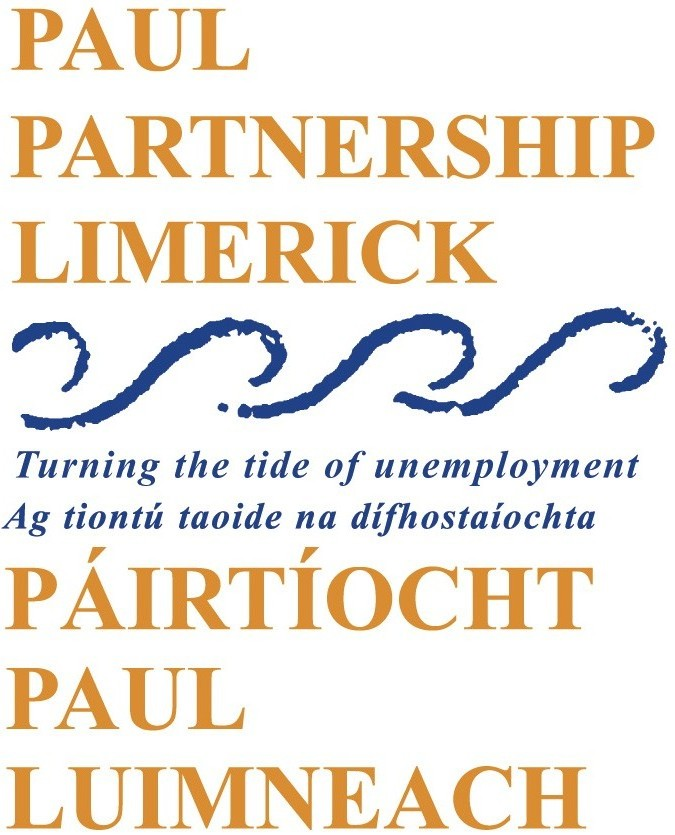 PAUL
PARTNERSHIP
LIMERICK
Turning the tide of unemployment
Ag tiontú taoide na dífhostaíochta
PÁIRTÍOCHT
PAUL
LUIMNEACH